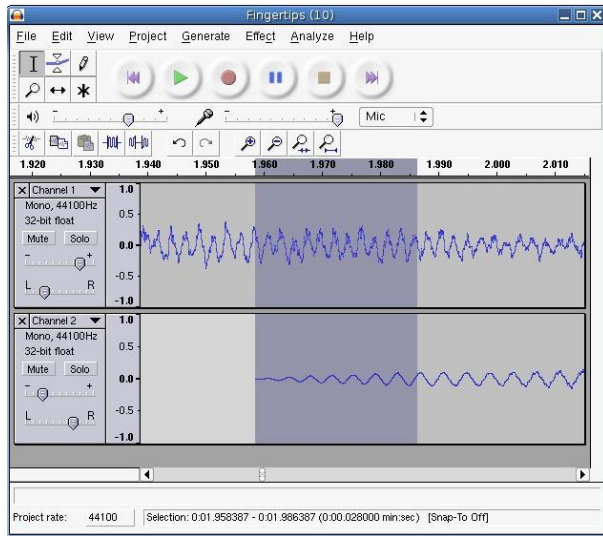 Fingertips (10)
File Edit View Project Generate Effect Analyze Help
- +
- +
Mic
1.920 1.930 1.940 1.950 1.960 1.970 1.980 1.990 2.000 2.010
Channel 1
Mono, 44100Hz
32-bit float
Mute Solo
- +
L R
1.0
0.5
0.0
-0.5
-1.0
Channel 2
Mono, 44100Hz
32-bit float
Mute Solo
- +
L R
1.0
0.5
0.0
-0.5
-1.0
Project rate: 44100 Selection: 0:01.958387 - 0:01.986387 (0:00.028000 min:sec) [Snap-To Off]